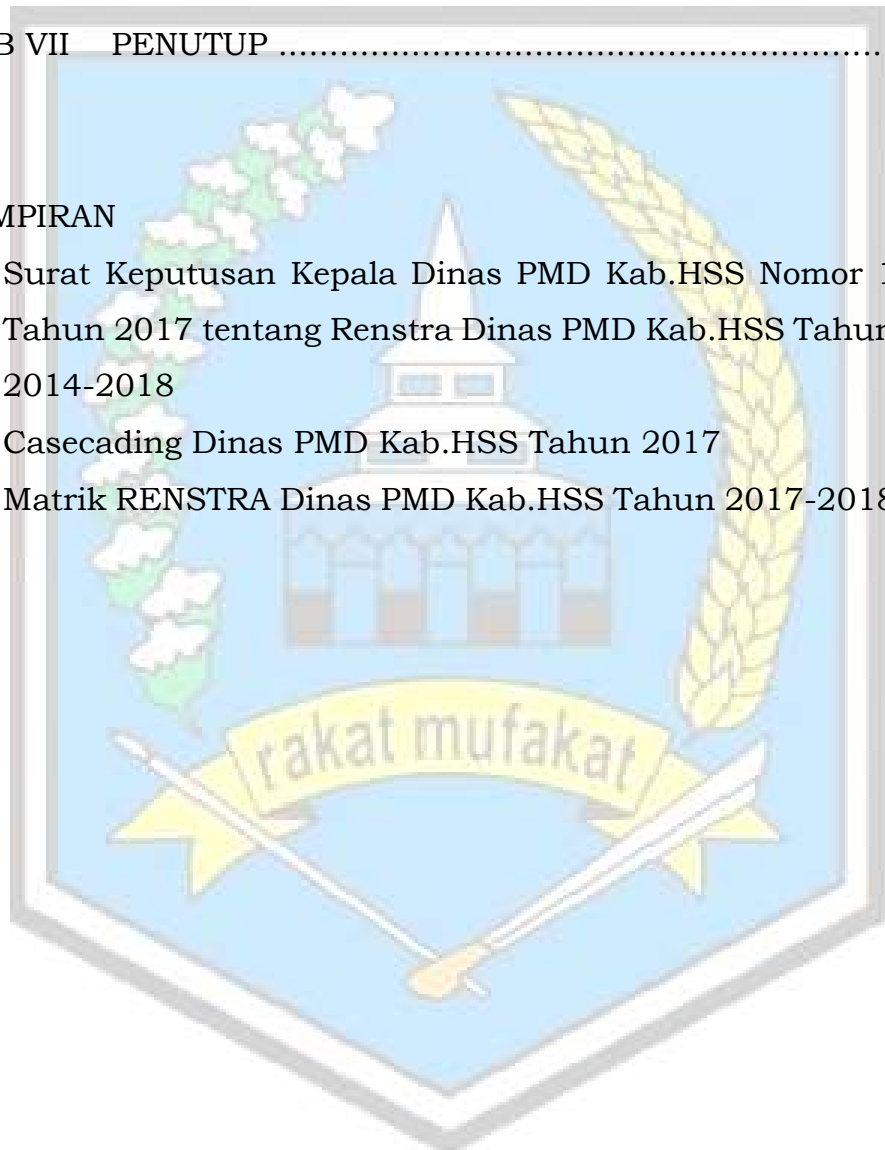 B VII PENUTUP ..........................................................
MPIRAN
Surat Keputusan Kepala Dinas PMD Kab.HSS Nomor 1
Tahun 2017 tentang Renstra Dinas PMD Kab.HSS Tahun
2014-2018
Casecading Dinas PMD Kab.HSS Tahun 2017
Matrik RENSTRA Dinas PMD Kab.HSS Tahun 2017-2018
rakat mufakat